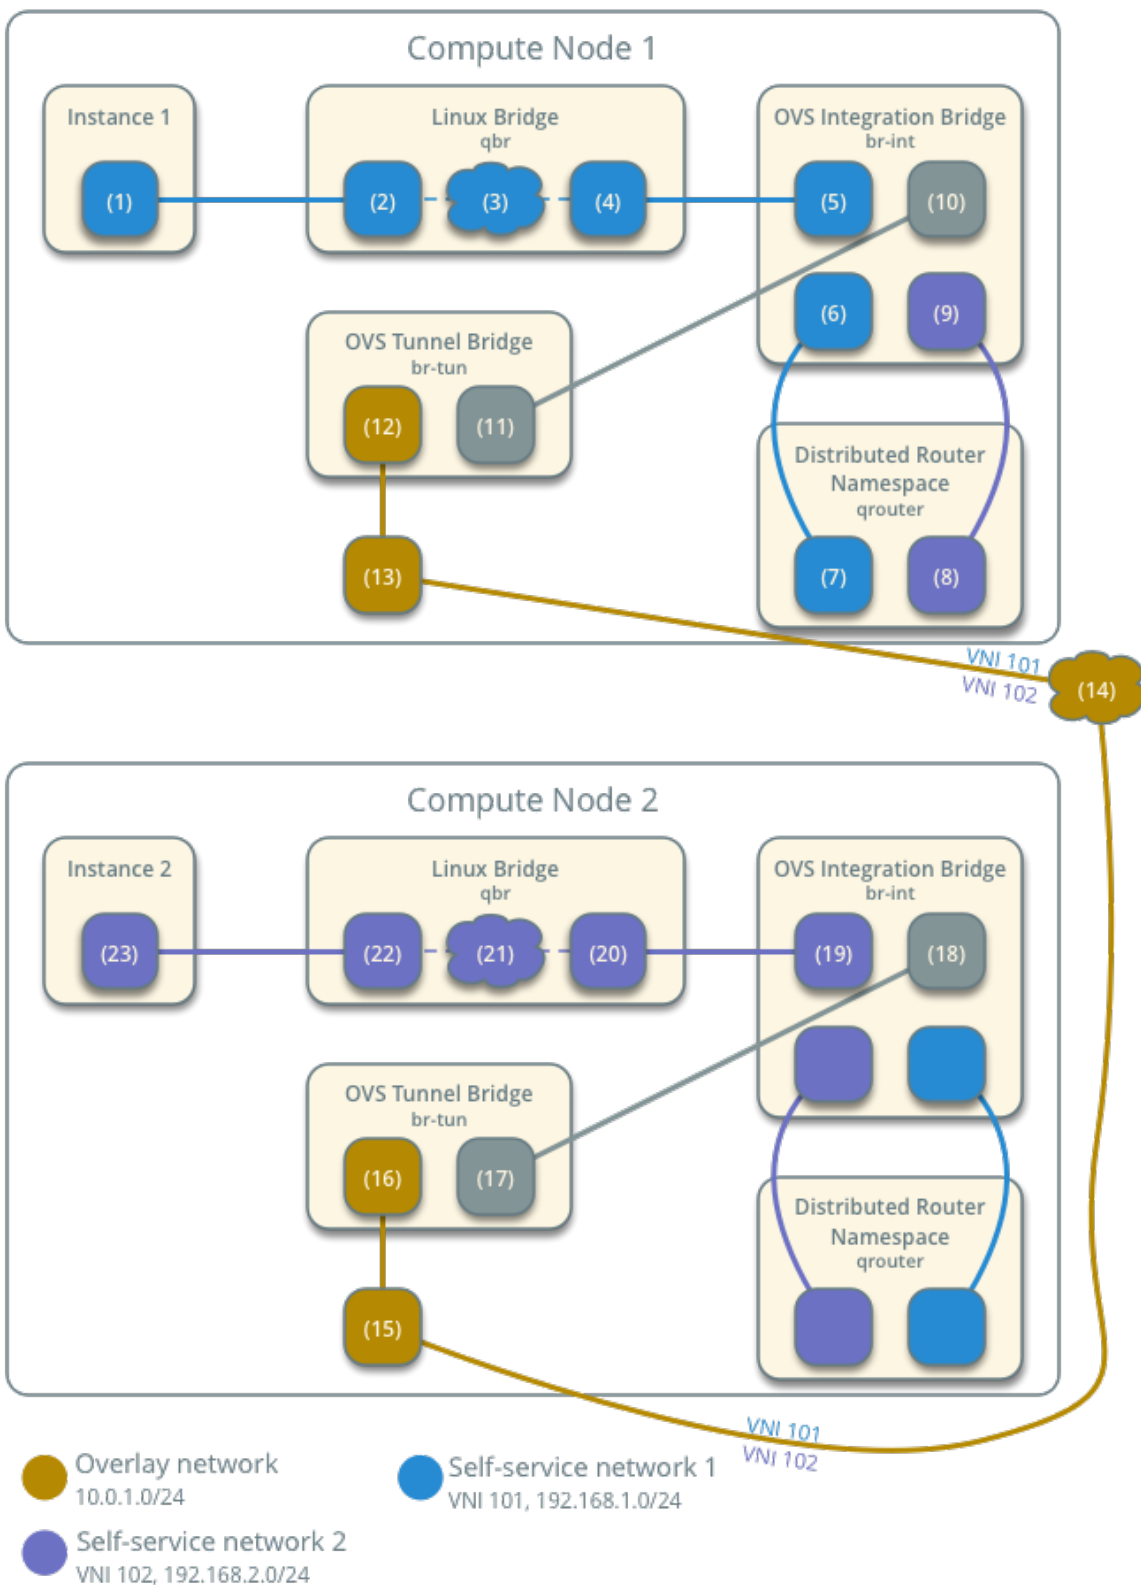 Compute Node 1
Instance 1
Linux Bridge
qbr
OVS Integration Bridge
br-int
(1)
(2)
(3)
(4)
(5)
(10)
(6)
(9)
OVS Tunnel Bridge
br-tun
(12)
(11)
Distributed Router
Namespace
qrouter
(13)
(7)
(8)
VNI 101
VNI 102
(14)
Compute Node 2
Instance 2
Linux Bridge
qbr
OVS Integration Bridge
br-int
(23)
(22)
(21)
(20)
(19)
(18)
OVS Tunnel Bridge
br-tun
(16)
(17)
Distributed Router
Namespace
qrouter
(15)
VNI 101
VNI 102
Overlay network
10.0.1.0/24
Self-service network 1
VNI 101, 192.168.1.0/24
Self-service network 2
VNI 102, 192.168.2.0/24